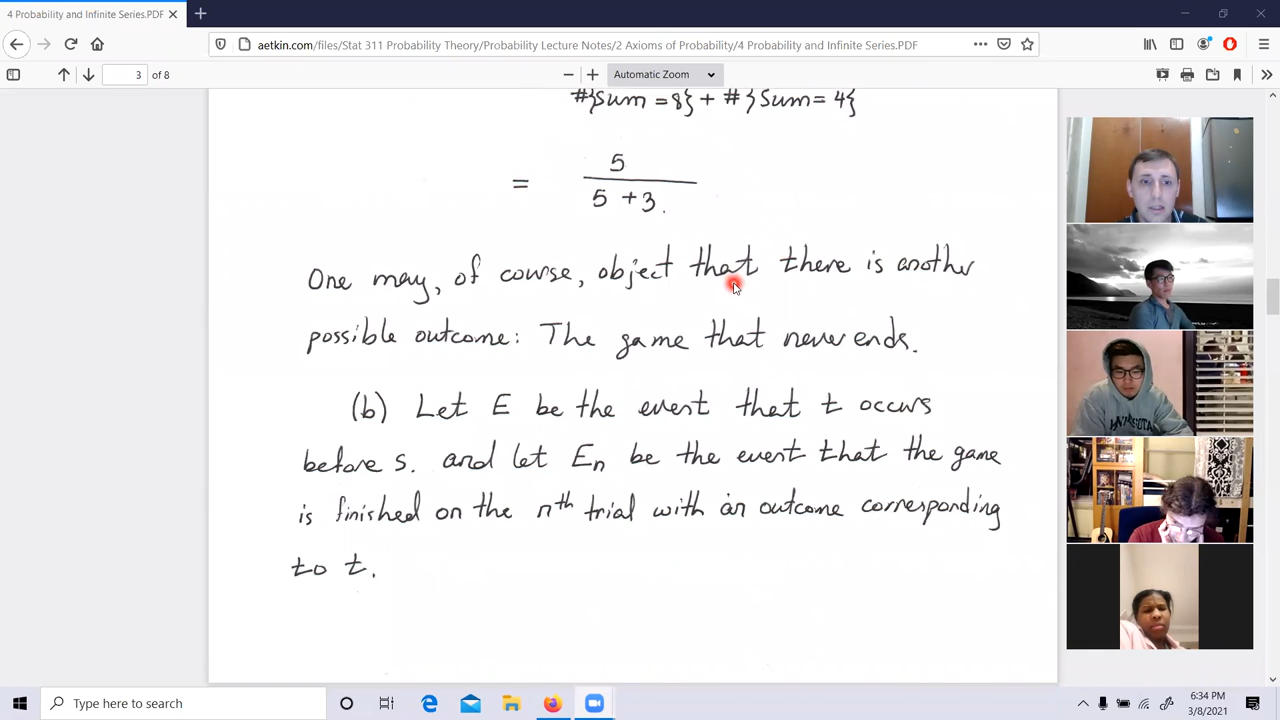 4 Probability and Infinite Series.PDF
aetkin.com/files/Stat 311 Probability Theory/Probability Lecture Notes/2 Axioms of Probability/4 Probability and Infinite Series.PDF
3 of 8
Automatic Zoom
#{Sum = 8} + #{Sum = 4}
5
=
5 + 3.
One may, of course, object that there is another
possible outcome: The game that never ends.
(b) Let E be the event that t occurs
before s. and let En be the event that the game
is finished on the nth trial with an outcome corresponding
to t.
Type here to search
6:34 PM
3/8/2021